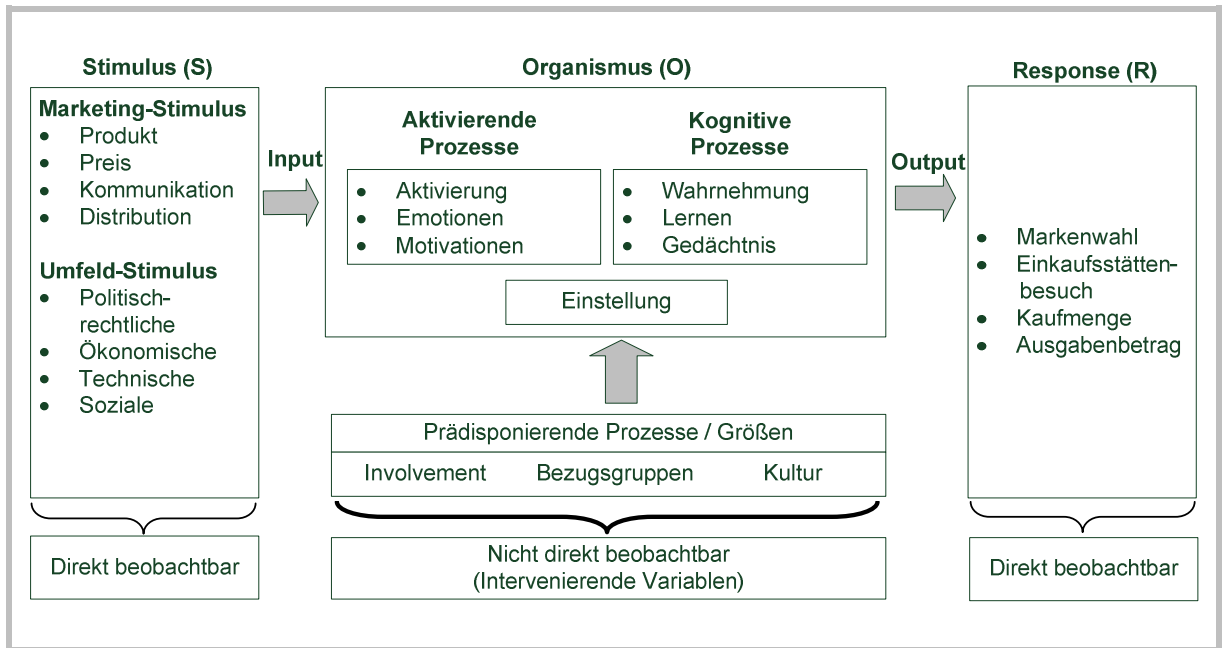 Stimulus (S)
Marketing-Stimulus
• Produkt
• Preis
• Kommunikation
• Distribution
Umfeld-Stimulus
• Politisch-
rechtliche
• Ökonomische
• Technische
• Soziale
Direkt beobachtbar
Input
Organismus (O)
Aktivierende
Prozesse
• Aktivierung
• Emotionen
• Motivationen
Kognitive
Prozesse
• Wahrnehmung
• Lernen
• Gedächtnis
Einstellung
Prädisponierende Prozesse / Größen
Involvement Bezugsgruppen Kultur
Nicht direkt beobachtbar
(Intervenierende Variablen)
Output
Response (R)
• Markenwahl
• Einkaufsstätten-
besuch
• Kaufmenge
• Ausgabenbetrag
Direkt beobachtbar